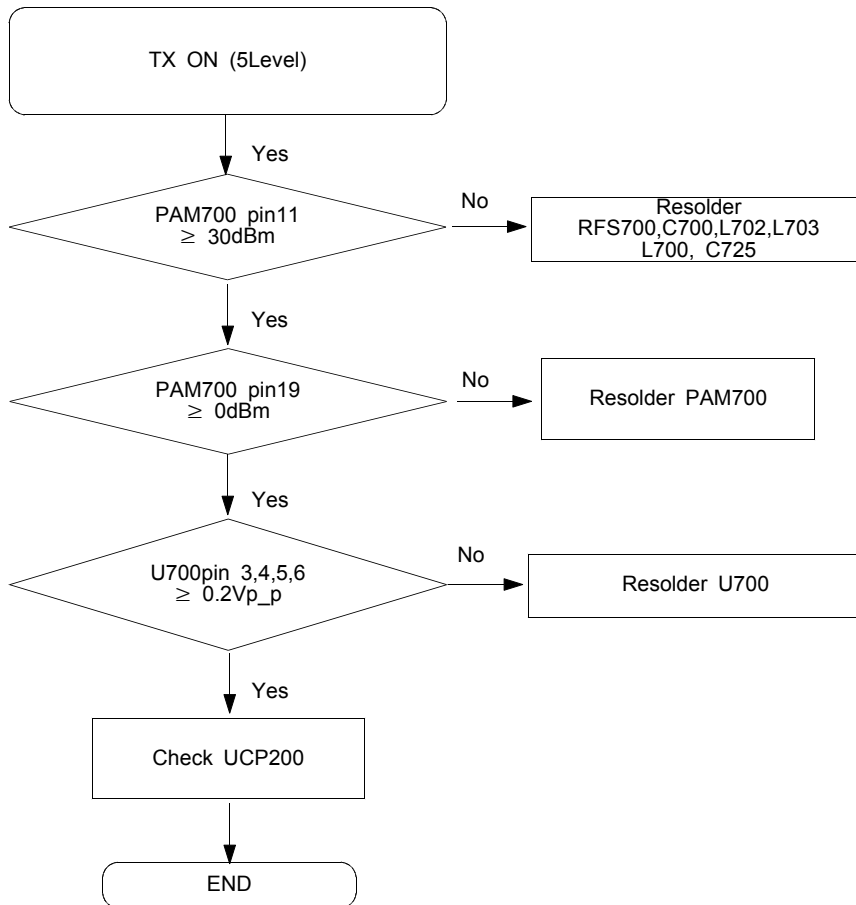 TX ON (5Level)
Yes
PAM700 pin11
≥ 30dBm
No
Resolder
RFS700,C700,L702,L703
L700, C725
Yes
PAM700 pin19
≥ 0dBm
No
Resolder PAM700
Yes
U700pin 3,4,5,6
≥ 0.2Vp_p
No
Resolder U700
Yes
Check UCP200
END